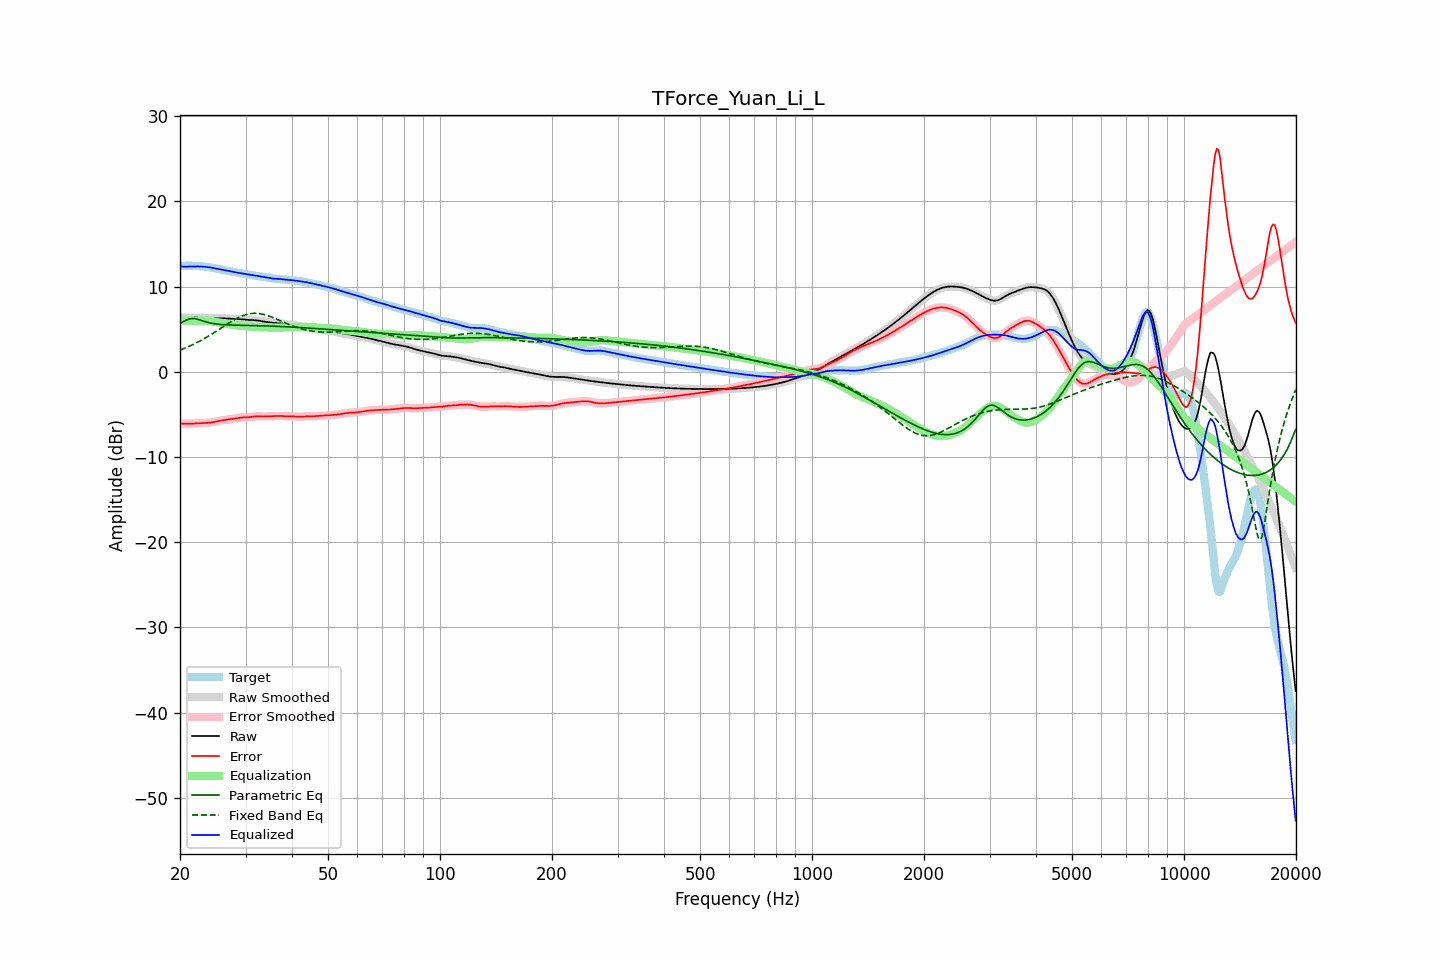 TForce_Yuan_Li_L
30
20
10
0
−10
−20
−30
−40
−50
Amplitude (dBr)
Target
Raw Smoothed
Error Smoothed
Raw
Error
Equalization
Parametric Eq
Fixed Band Eq
Equalized
20 50 100 200 500 1000 2000 5000 10000 20000
Frequency (Hz)